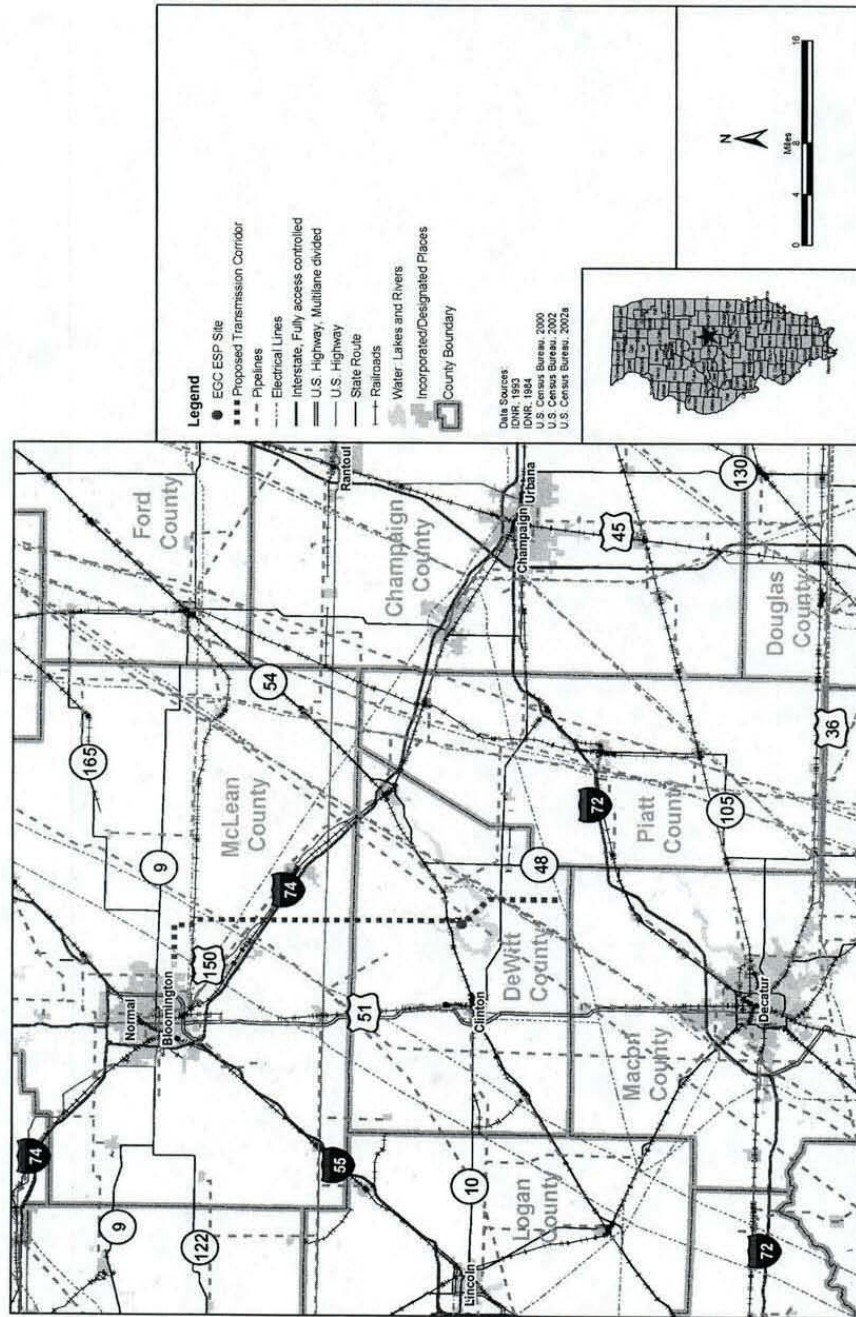 Ford
County
Rantoul
165
54
9
McLean
County
74
Champaign
County
Champaign
Urbana
45
130
Douglas
County
36
72
Piatt
County
105
48
150
Normal
Bloomington
51
DeWitt
County
Clinton
Macon
County
Decatur
74
55
9
122
10
Logan
County
Lincoln
72
Legend
EGC ESP Site
Proposed Transmission Corridor
Pipelines
Electrical Lines
Interstate, Fully access controlled
U.S. Highway, Multilane divided
U.S. Highway
State Route
Railroads
Water: Lakes and Rivers
Incorporated/Designated Places
County Boundary
Data Sources:
IDNR, 1993
IDNR, 1984
U.S. Census Bureau, 2000
U.S. Census Bureau, 2002
U.S. Census Bureau, 2002a
N
0 4 8 16
Miles